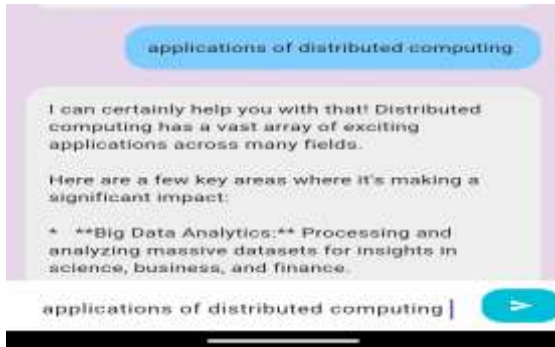 applications of distributed computing
I can certainly help you with that! Distributed
computing has a vast array of exciting
applications across many fields.
Here are a few key areas where it's making a
significant impact:
* **Big Data Analytics:** Processing and
analyzing massive datasets for insights in
science, business, and finance.
applications of distributed computing